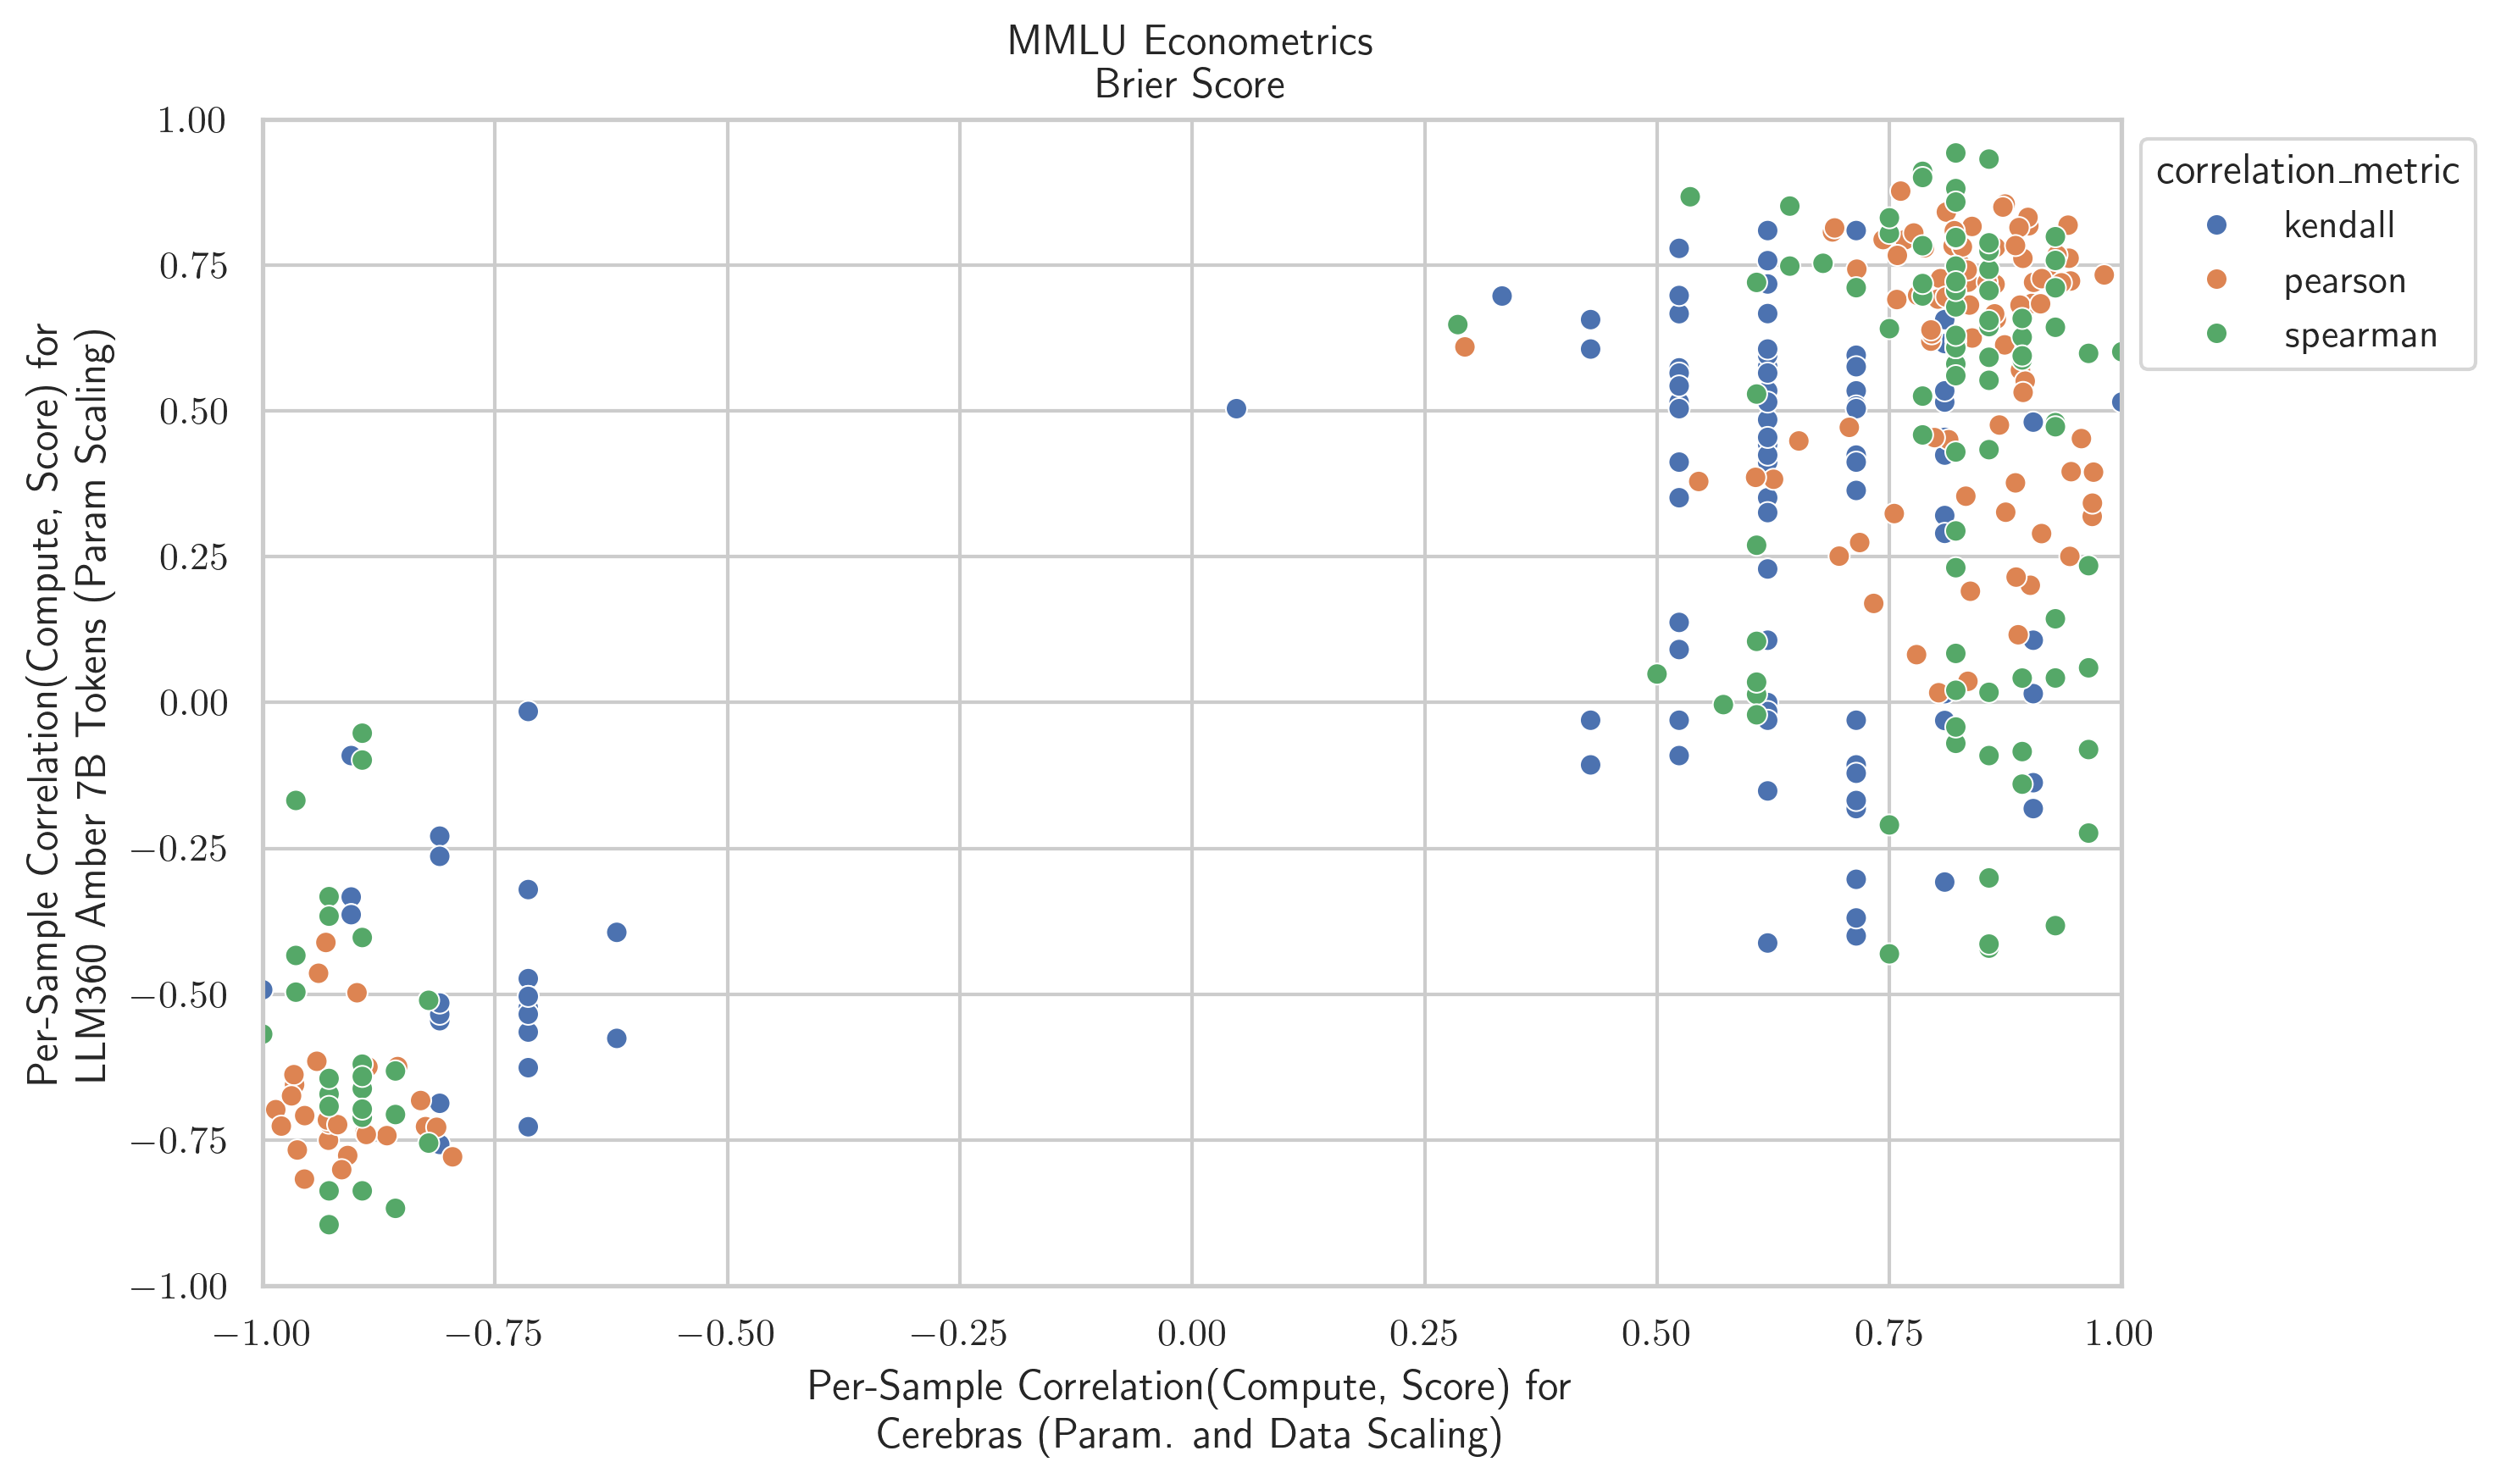 MMLU Econometrics
Brier Score
1.00
0.75
0.50
0.25
0.00
−0.25
−0.50
−0.75
−1.00
Per-Sample Correlation(Compute, Score) for
LLM360 Amber 7B Tokens (Param Scaling)
correlation_metric
kendall
pearson
spearman
−1.00 −0.75 −0.50 −0.25 0.00 0.25 0.50 0.75 1.00
Per-Sample Correlation(Compute, Score) for
Cerebras (Param. and Data Scaling)